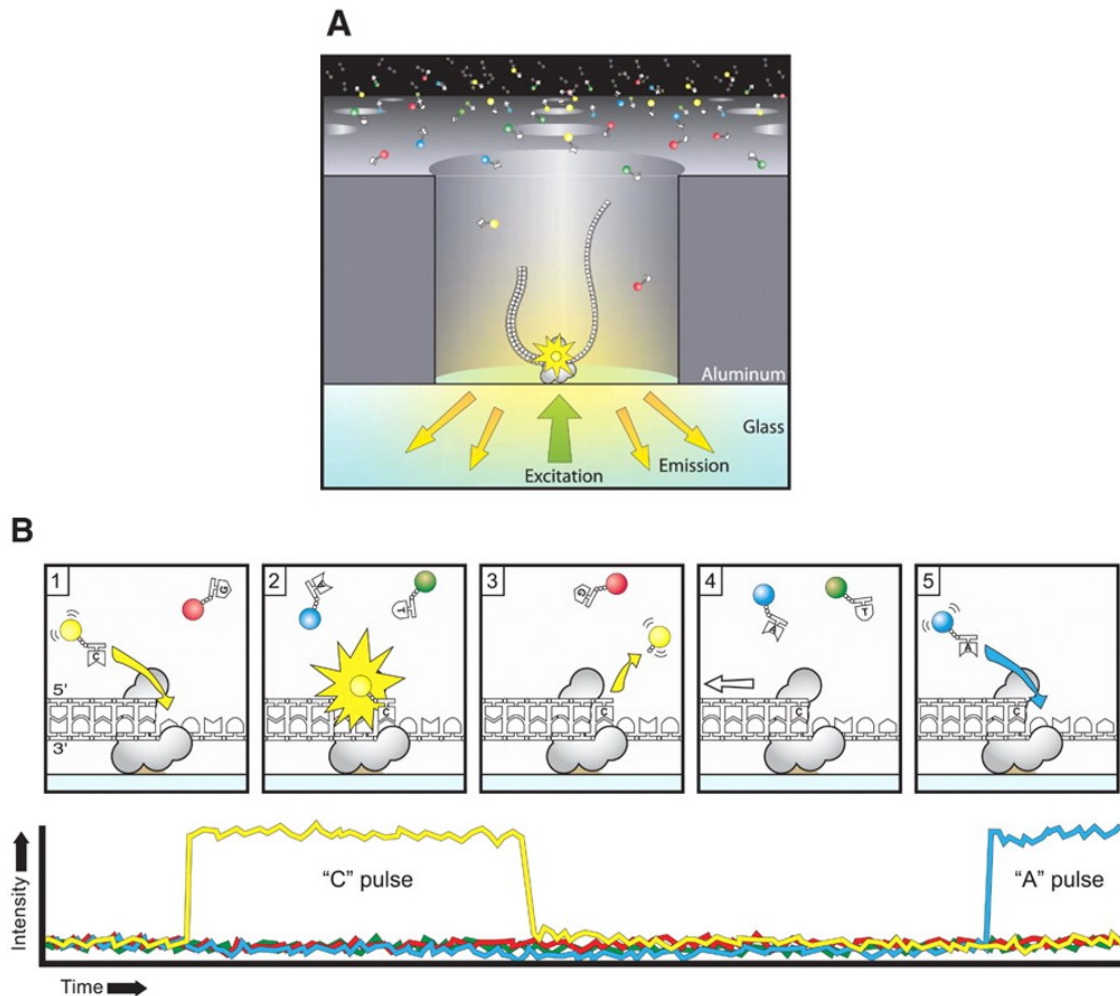 A
Aluminum
Glass
Excitation
Emission
B
1
2
3
4
5
C
G
A
T
G
A
T
A
5'
3'
C
C
C
C
Intensity
"C" pulse
"A" pulse
Time